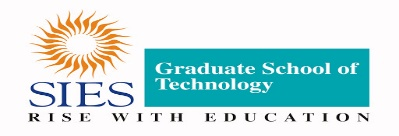 Graduate School of
Technology
SIES
RISE WITH EDUCATION